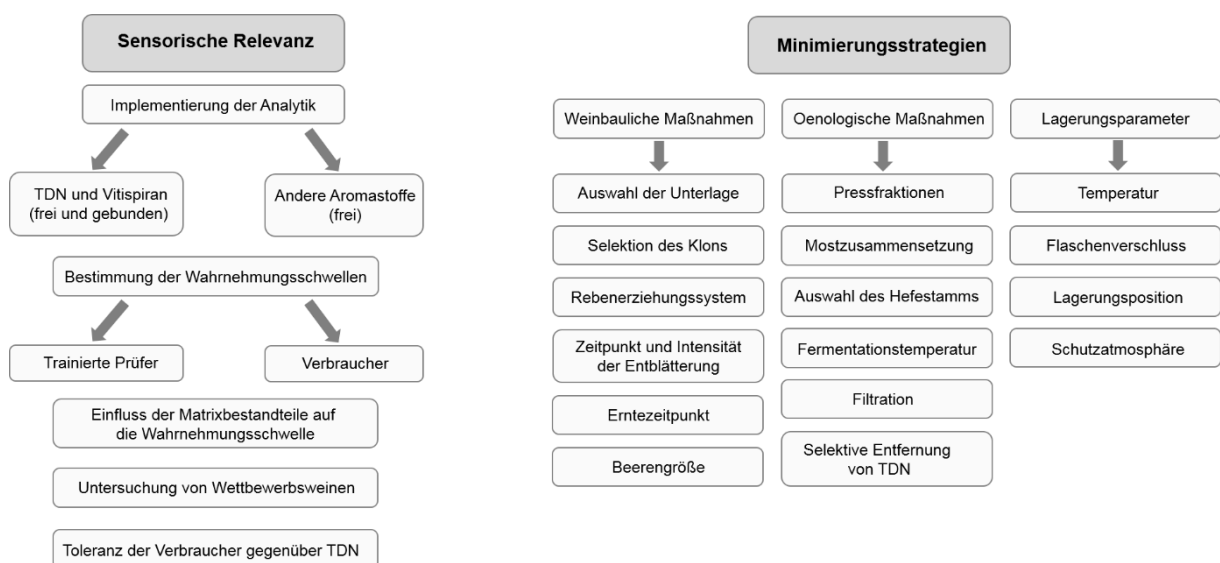 Sensorische Relevanz
Implementierung der Analytik
TDN und Vitispiran
(frei und gebunden)
Andere Aromastoffe
(frei)
Bestimmung der Wahrnehmungsschwellen
Trainierte Prüfer
Verbraucher
Einfluss der Matrixbestandteile auf
die Wahrnehmungsschwelle
Untersuchung von Wettbewerbsweinen
Toleranz der Verbraucher gegenüber TDN
Minimierungsstrategien
Weinbauliche Maßnahmen
Auswahl der Unterlage
Selektion des Klons
Rebenerziehungssystem
Zeitpunkt und Intensität
der Entblätterung
Erntezeitpunkt
Beerengröße
Oenologische Maßnahmen
Pressfraktionen
Mostzusammensetzung
Auswahl des Hefestamms
Fermentationstemperatur
Filtration
Selektive Entfernung
von TDN
Lagerungsparameter
Temperatur
Flaschenverschluss
Lagerungsposition
Schutzatmosphäre